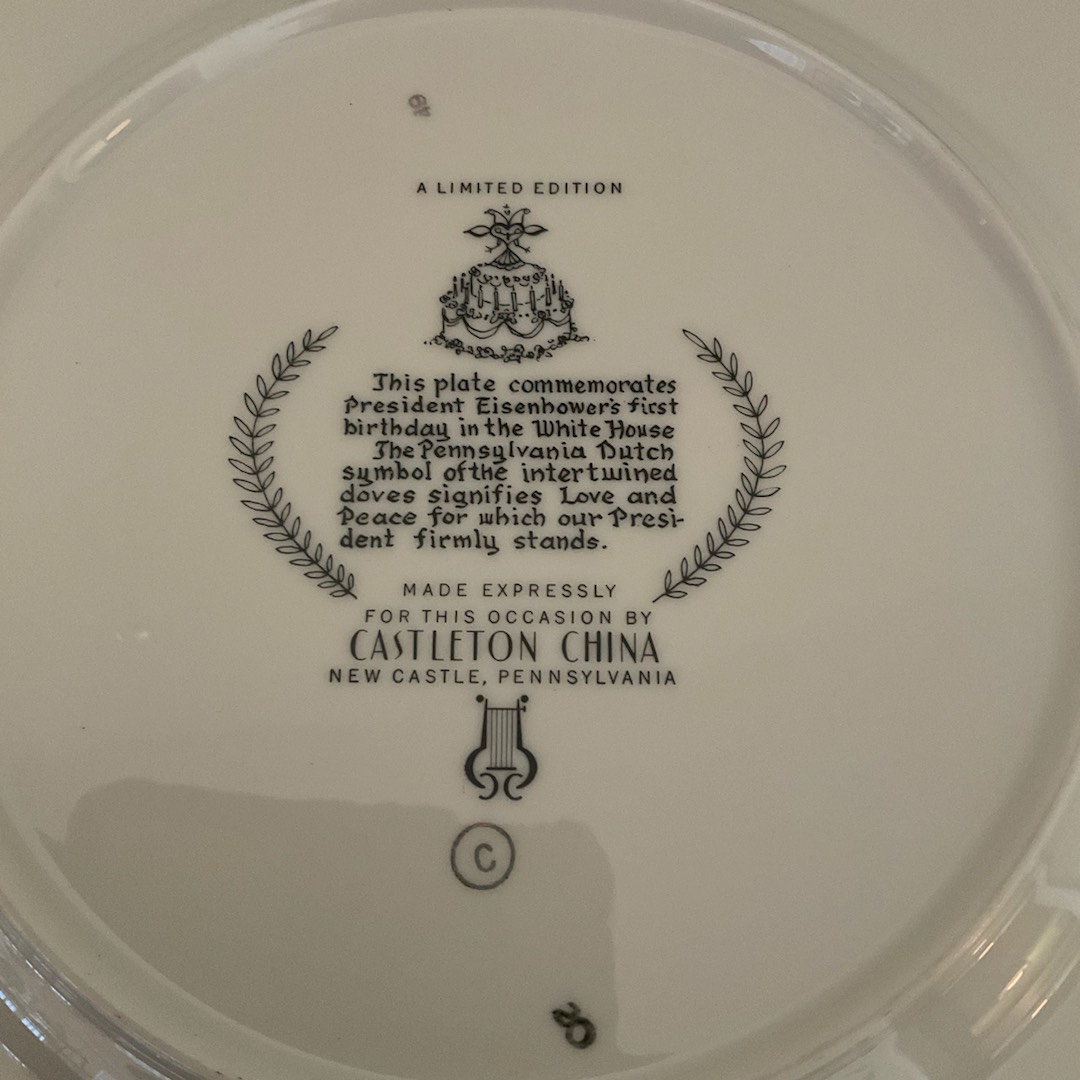 A LIMITED EDITION
This plate commemorates
President Eisenhower's first
birthday in the White House
The Pennsylvania Dutch
symbol of the intertwined
doves signifies Love and
Peace for which our Presi-
dent firmly stands.
MADE EXPRESSLY
FOR THIS OCCASION BY
CASTLETON CHINA
NEW CASTLE, PENNSYLVANIA
C